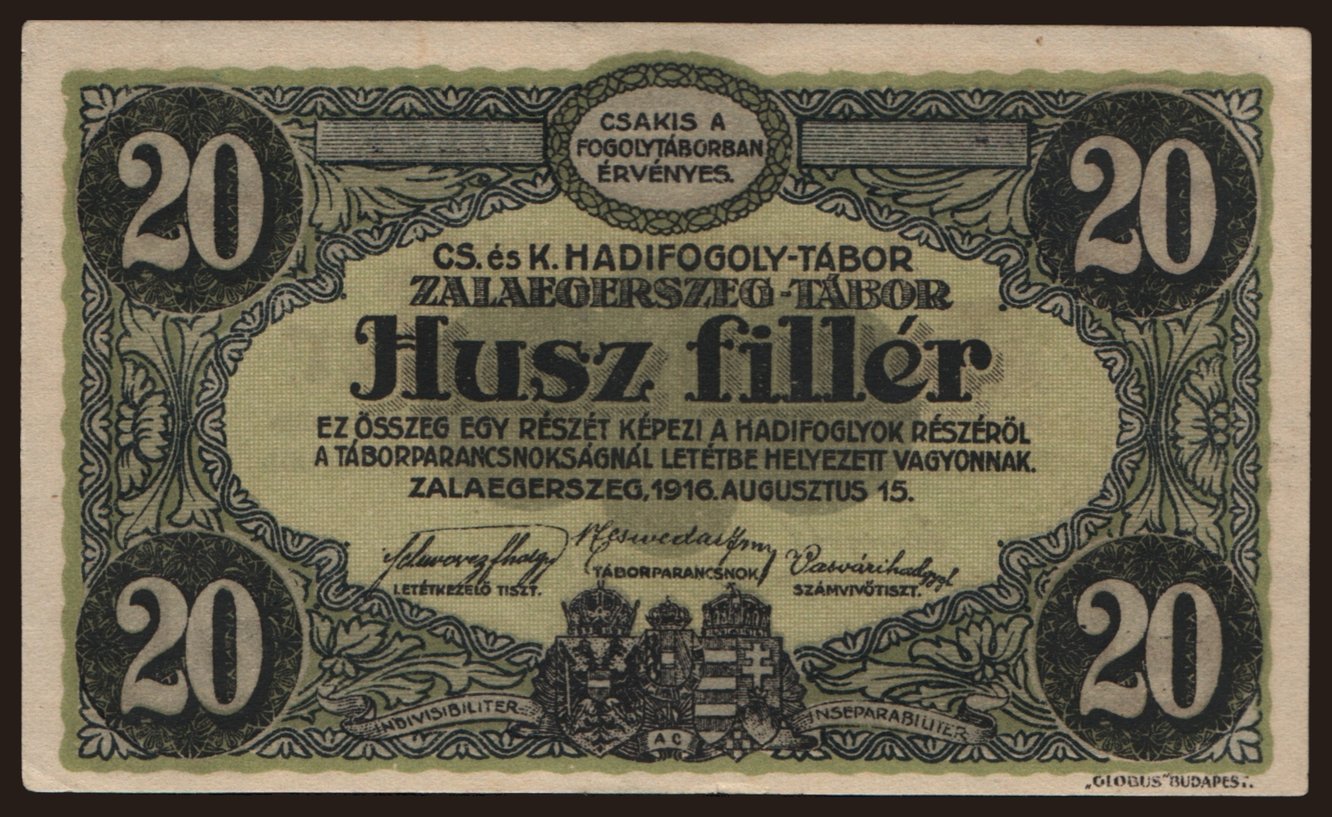 20
20
CSAKIS A
FOGOLYTÁBORBAN
ÉRVÉNYES.
CS. és K. HADIFOGOLY-TÁBOR
ZALAEGERSZEG-TÁBOR
Husz fillér
EZ ÖSSZEG EGY RÉSZÉT KÉPEZI A HADIFOGLYOK RÉSZÉRÖL
A TÁBORPARANCSNOKSÁGNÁL LETÉTBE HELYEZETT VAGYONNAK.
ZALAEGERSZEG, 1916. AUGUSZTUS 15.
LETÉTKEZELŐ TISZT.
TÁBORPARANCSNOK
Vasvári
SZÁMVIVŐTISZT.
20
20
INDIVISIBILITER
AC
INSEPARABILITER
„GLOBUS" BUDAPEST.